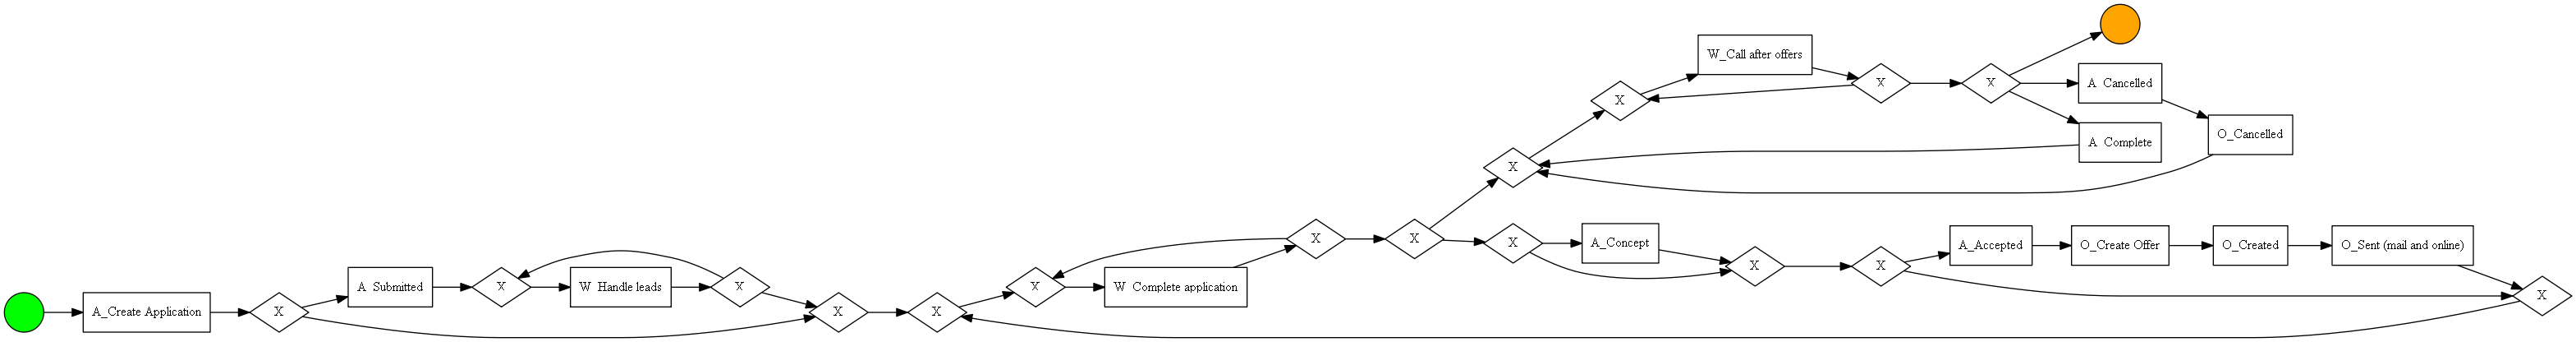 W_Call after offers
X
X
A_Cancelled
X
O_Cancelled
A_Complete
X
A_Concept
A_Accepted
O_Create Offer
O_Created
O_Sent (mail and online)
X
X
X
X
X
A_Submitted
X
W_Handle leads
X
X
W_Complete application
X
A_Create Application
X
X
X